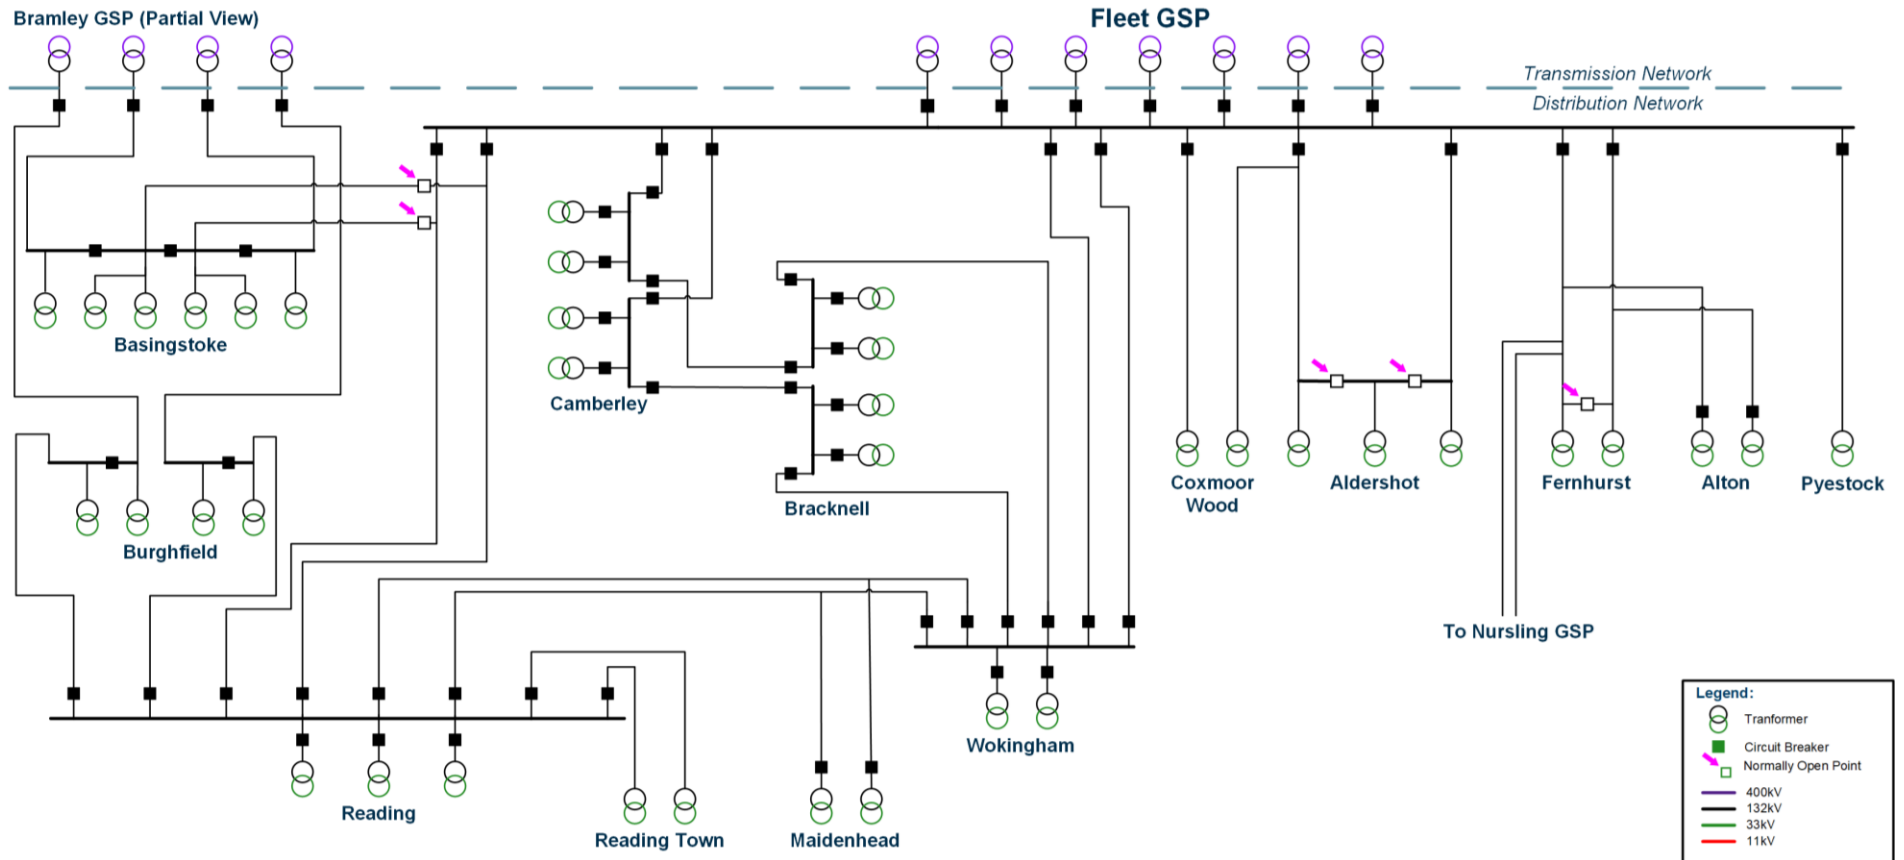 Bramley GSP (Partial View)
Fleet GSP
Transmission Network
Distribution Network
Basingstoke
Camberley
Bracknell
Coxmoor
Wood
Aldershot
Fernhurst
Alton
Pyestock
Burghfield
To Nursling GSP
Wokingham
Reading
Reading Town
Maidenhead
Legend:
Tranformer
Circuit Breaker
Normally Open Point
400kV
132kV
33kV
11kV